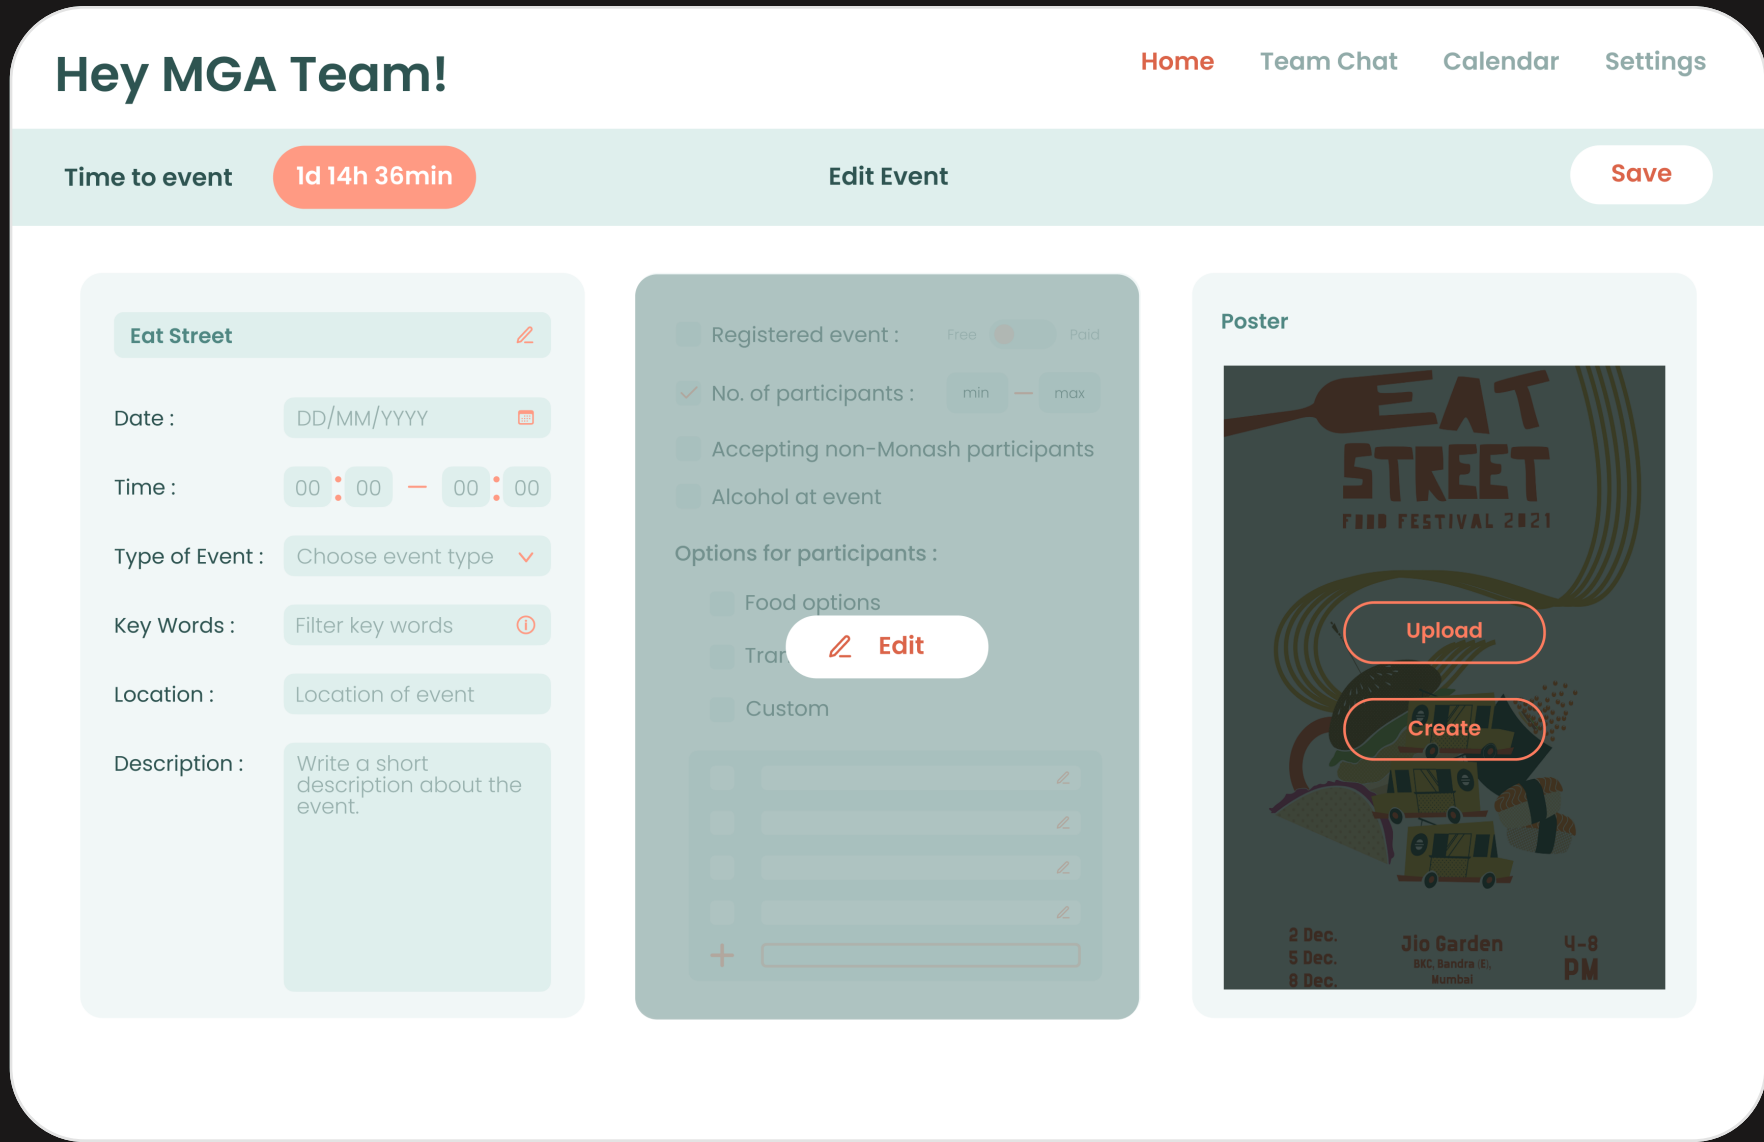 Hey MGA Team!
Home
Team Chat
Calendar
Settings
Time to event
1d 14h 36min
Edit Event
Save
Eat Street
Date :
DD/MM/YYYY
Time :
00 : 00 — 00 : 00
Type of Event :
Choose event type
Key Words :
Filter key words
Location :
Location of event
Description :
Write a short
description about the
event.
Registered event :
Free
Paid
No. of participants :
min — max
Accepting non-Monash participants
Alcohol at event
Options for participants :
Food options
Edit
Custom
Poster
EAT
STREET
FOOD FESTIVAL 2021
Upload
Create
2 Dec.
5 Dec.
8 Dec.
Jio Garden
BKC, Bandra (E),
Mumbai
4-8
PM